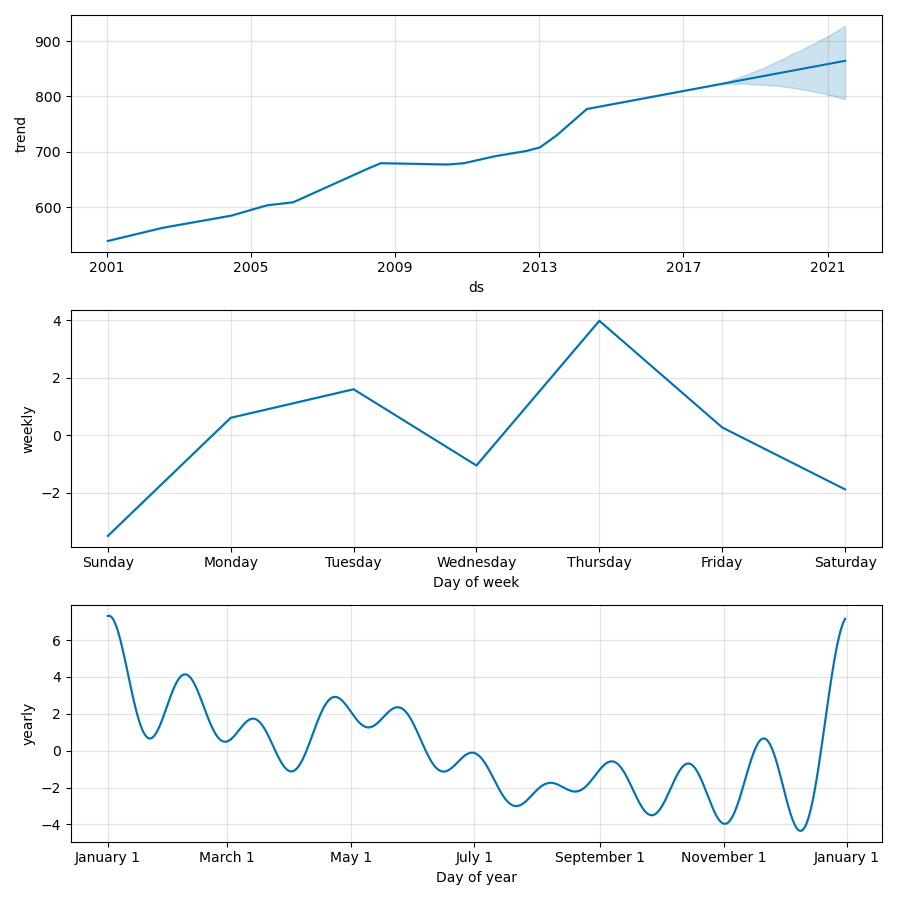 900
800
700
600
trend
2001 2005 2009 2013 2017 2021
ds
4
2
0
−2
weekly
Sunday Monday Tuesday Wednesday Thursday Friday Saturday
Day of week
6
4
2
0
−2
−4
yearly
January 1 March 1 May 1 July 1 September 1 November 1 January 1
Day of year